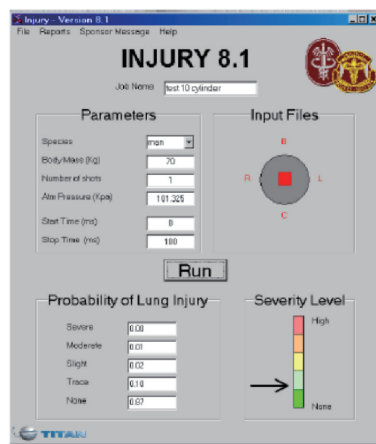 Injury - Version 8.1
File Reports Sponsor Message Help
INJURY 8.1
Job Name test 10 cylinder
Parameters
Species man
Body Mass (Kg) 70
Number of shots 1
Atm Pressure (Kpa) 101.325
Start Time (ms) 0
Stop Time (ms) 100
Input Files
B
R L
C
Run
Probability of Lung Injury
Severe 0.00
Moderate 0.01
Slight 0.02
Trace 0.10
None 0.87
Severity Level
High
None
TITAN